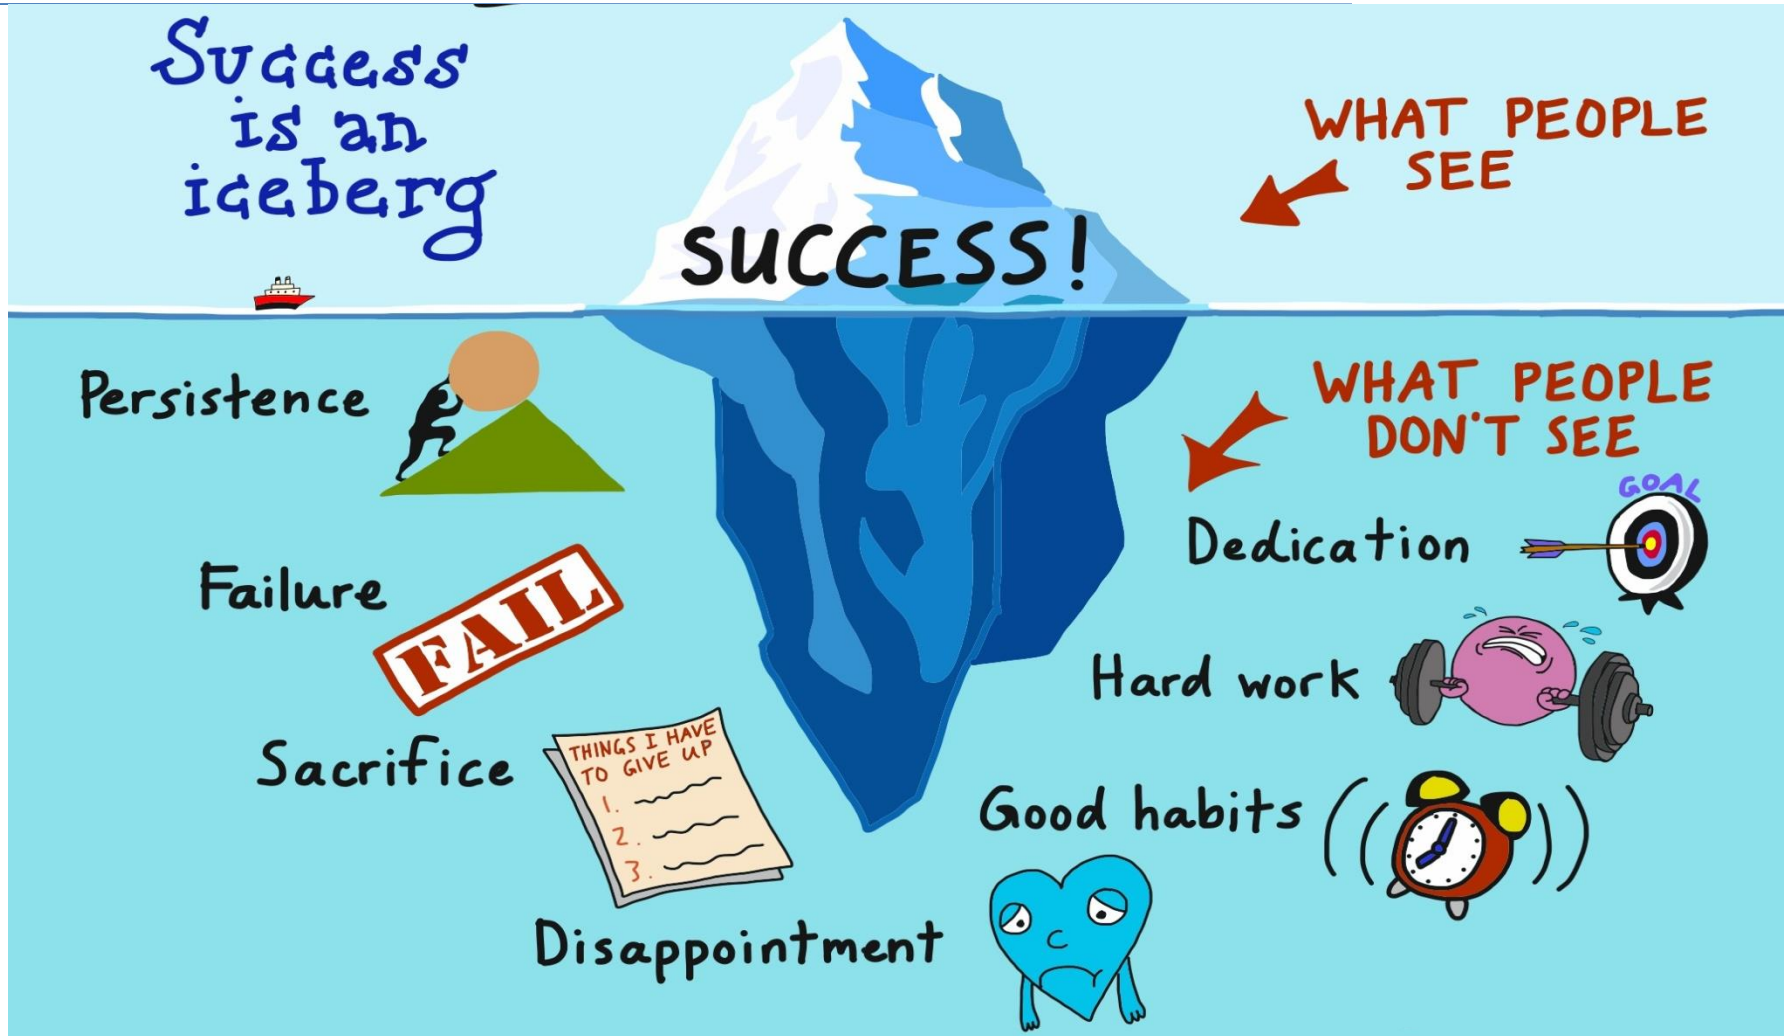 Success
is an
iceberg
WHAT PEOPLE
SEE
SUCCESS!
Persistence
WHAT PEOPLE
DON'T SEE
GOAL
Dedication
Failure
FAIL
Hard work
Sacrifice
THINGS I HAVE
TO GIVE UP
1.
2.
3.
Good habits
Disappointment